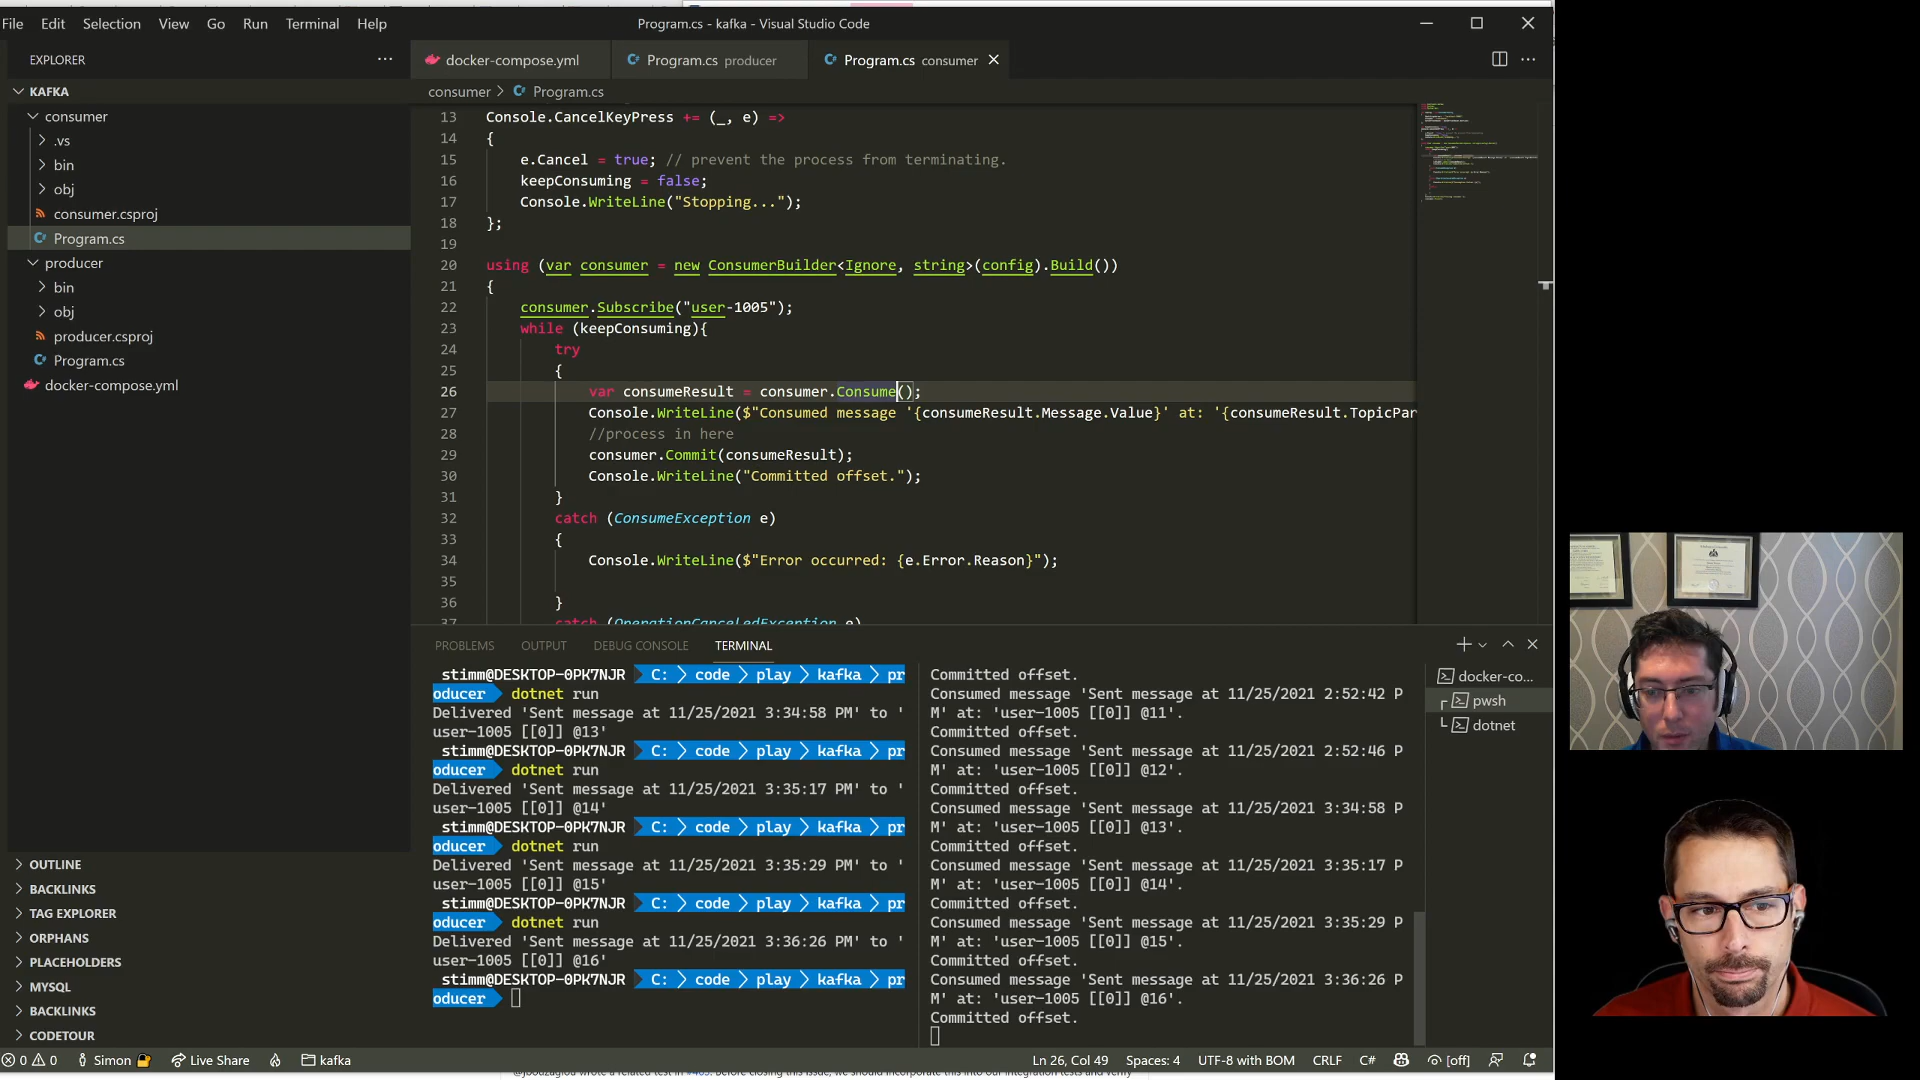 File Edit Selection View Go Run Terminal Help
Program.cs - kafka - Visual Studio Code
EXPLORER
KAFKA
consumer
.vs
bin
obj
consumer.csproj
Program.cs
producer
bin
obj
producer.csproj
Program.cs
docker-compose.yml
OUTLINE
BACKLINKS
TAG EXPLORER
ORPHANS
PLACEHOLDERS
MYSQL
BACKLINKS
CODETOUR
docker-compose.yml
Program.cs producer
Program.cs consumer
consumer > Program.cs
13 Console.CancelKeyPress += (_, e) =>
14 {
15 e.Cancel = true; // prevent the process from terminating.
16 keepConsuming = false;
17 Console.WriteLine("Stopping...");
18 };
19
20 using (var consumer = new ConsumerBuilder<Ignore, string>(config).Build())
21 {
22 consumer.Subscribe("user-1005");
23 while (keepConsuming){
24 try
25 {
26 var consumeResult = consumer.Consume();
27 Console.WriteLine($"Consumed message '{consumeResult.Message.Value}' at: '{consumeResult.TopicPar
28 //process in here
29 consumer.Commit(consumeResult);
30 Console.WriteLine("Committed offset.");
31 }
32 catch (ConsumeException e)
33 {
34 Console.WriteLine($"Error occurred: {e.Error.Reason}");
35
36 }
37 catch (OperationCanceledException e)
PROBLEMS OUTPUT DEBUG CONSOLE TERMINAL
stimm@DESKTOP-0PK7NJR C: code play kafka pr
oducer dotnet run
Delivered 'Sent message at 11/25/2021 3:34:58 PM' to '
user-1005 [[0]] @13'
stimm@DESKTOP-0PK7NJR C: code play kafka pr
oducer dotnet run
Delivered 'Sent message at 11/25/2021 3:35:17 PM' to '
user-1005 [[0]] @14'
stimm@DESKTOP-0PK7NJR C: code play kafka pr
oducer dotnet run
Delivered 'Sent message at 11/25/2021 3:35:29 PM' to '
user-1005 [[0]] @15'
stimm@DESKTOP-0PK7NJR C: code play kafka pr
oducer dotnet run
Delivered 'Sent message at 11/25/2021 3:36:26 PM' to '
user-1005 [[0]] @16'
stimm@DESKTOP-0PK7NJR C: code play kafka pr
oducer
Committed offset.
Consumed message 'Sent message at 11/25/2021 2:52:42 P
M' at: 'user-1005 [[0]] @11'.
Committed offset.
Consumed message 'Sent message at 11/25/2021 2:52:46 P
M' at: 'user-1005 [[0]] @12'.
Committed offset.
Consumed message 'Sent message at 11/25/2021 3:34:58 P
M' at: 'user-1005 [[0]] @13'.
Committed offset.
Consumed message 'Sent message at 11/25/2021 3:35:17 P
M' at: 'user-1005 [[0]] @14'.
Committed offset.
Consumed message 'Sent message at 11/25/2021 3:35:29 P
M' at: 'user-1005 [[0]] @15'.
Committed offset.
Consumed message 'Sent message at 11/25/2021 3:36:26 P
M' at: 'user-1005 [[0]] @16'.
Committed offset.
docker-co...
pwsh
dotnet
0 0 Simon Live Share kafka
Ln 26, Col 49 Spaces: 4 UTF-8 with BOM CRLF C# [off]